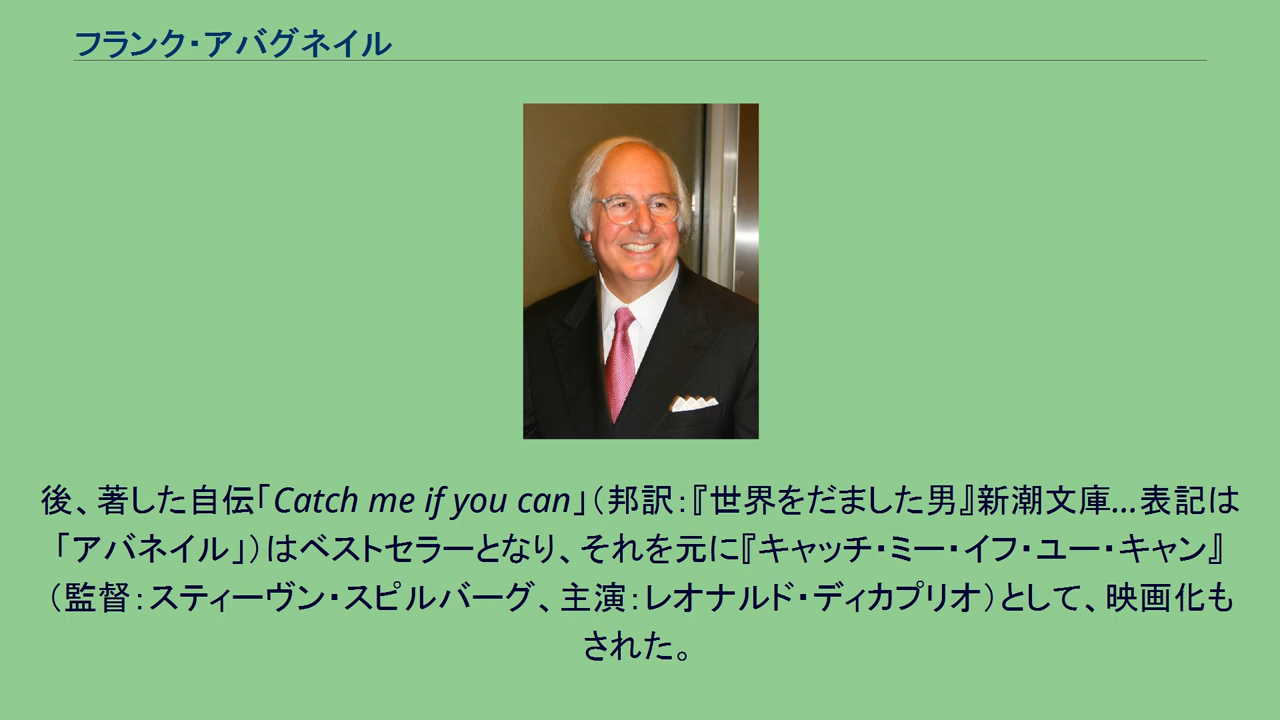 フランク・アバグネイル
後、著した自伝「Catch me if you can」（邦訳：『世界をだました男』新潮文庫…表記は
「アバネイル」）はベストセラーとなり、それを元に『キャッチ・ミー・イフ・ユー・キャン』
（監督：スティーヴン・スピルバーグ、主演：レオナルド・ディカプリオ）として、映画化も
された。